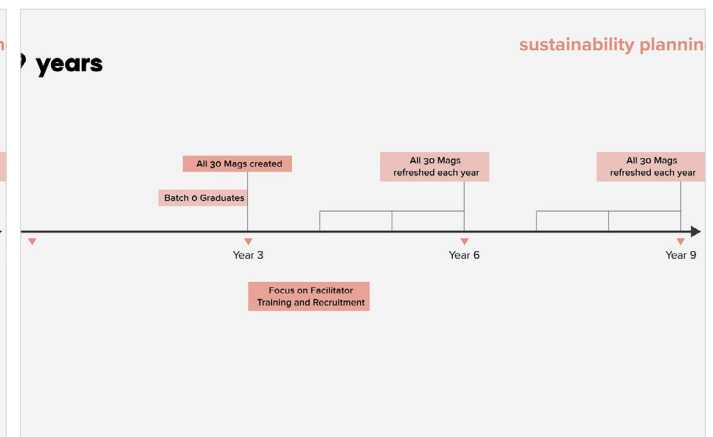 sustainability plannin
years
All 30 Mags created
All 30 Mags
refreshed each year
All 30 Mags
refreshed each year
Batch 0 Graduates
Year 3
Year 6
Year 9
Focus on Facilitator
Training and Recruitment